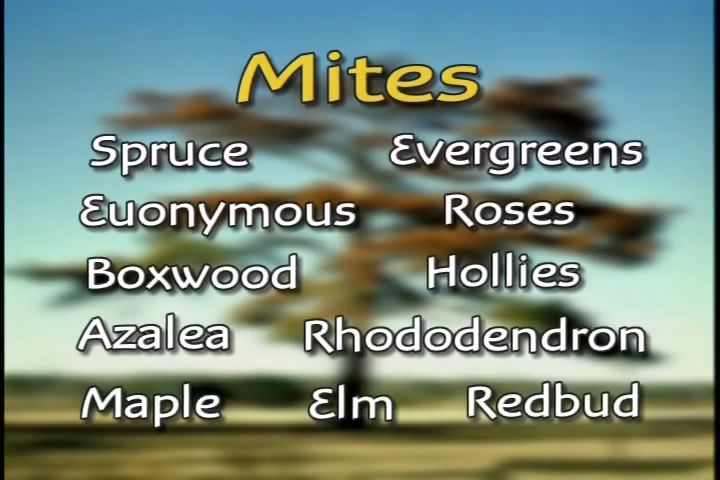 Mites
Spruce Evergreens
Euonymous Roses
Boxwood Hollies
Azalea Rhododendron
Maple Elm Redbud